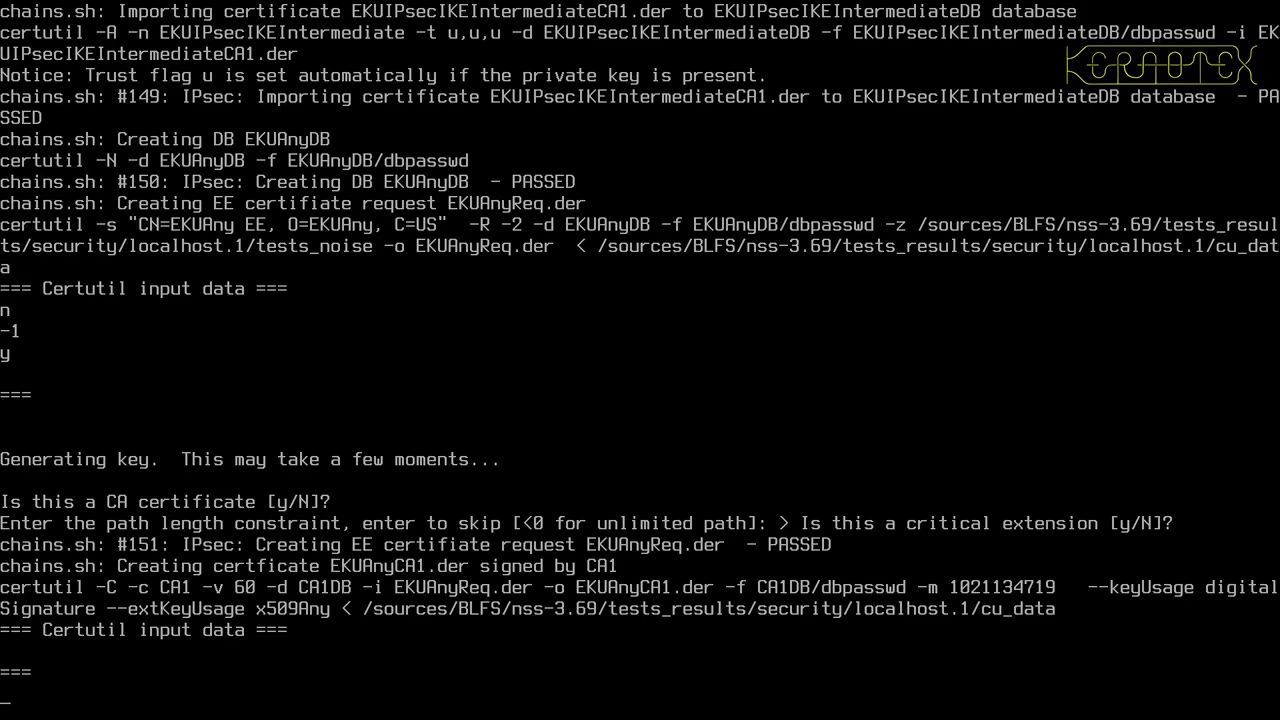 chains.sh: Importing certificate EKUIPsecIKEIntermediateCA1.der to EKUIPsecIKEIntermediateDB database
certutil -A -n EKUIPsecIKEIntermediate -t u,u,u -d EKUIPsecIKEIntermediateDB -f EKUIPsecIKEIntermediateDB/dbpasswd -i EK
UIPsecIKEIntermediateCA1.der
Notice: Trust flag u is set automatically if the private key is present.
chains.sh: #149: IPsec: Importing certificate EKUIPsecIKEIntermediateCA1.der to EKUIPsecIKEIntermediateDB database  - PA
SSED
chains.sh: Creating DB EKUAnyDB
certutil -N -d EKUAnyDB -f EKUAnyDB/dbpasswd
chains.sh: #150: IPsec: Creating DB EKUAnyDB  - PASSED
chains.sh: Creating EE certifiate request EKUAnyReq.der
certutil -s "CN=EKUAny EE, O=EKUAny, C=US"  -R -2 -d EKUAnyDB -f EKUAnyDB/dbpasswd -z /sources/BLFS/nss-3.69/tests_resul
ts/security/localhost.1/tests_noise -o EKUAnyReq.der  < /sources/BLFS/nss-3.69/tests_results/security/localhost.1/cu_dat
a
=== Certutil input data ===
n
-1
y
===
Generating key.  This may take a few moments...
Is this a CA certificate [y/N]?
Enter the path length constraint, enter to skip [<0 for unlimited path]: > Is this a critical extension [y/N]?
chains.sh: #151: IPsec: Creating EE certifiate request EKUAnyReq.der  - PASSED
chains.sh: Creating certficate EKUAnyCA1.der signed by CA1
certutil -C -c CA1 -v 60 -d CA1DB -i EKUAnyReq.der -o EKUAnyCA1.der -f CA1DB/dbpasswd -m 1021134719   --keyUsage digital
Signature --extKeyUsage x509Any < /sources/BLFS/nss-3.69/tests_results/security/localhost.1/cu_data
=== Certutil input data ===
===
_